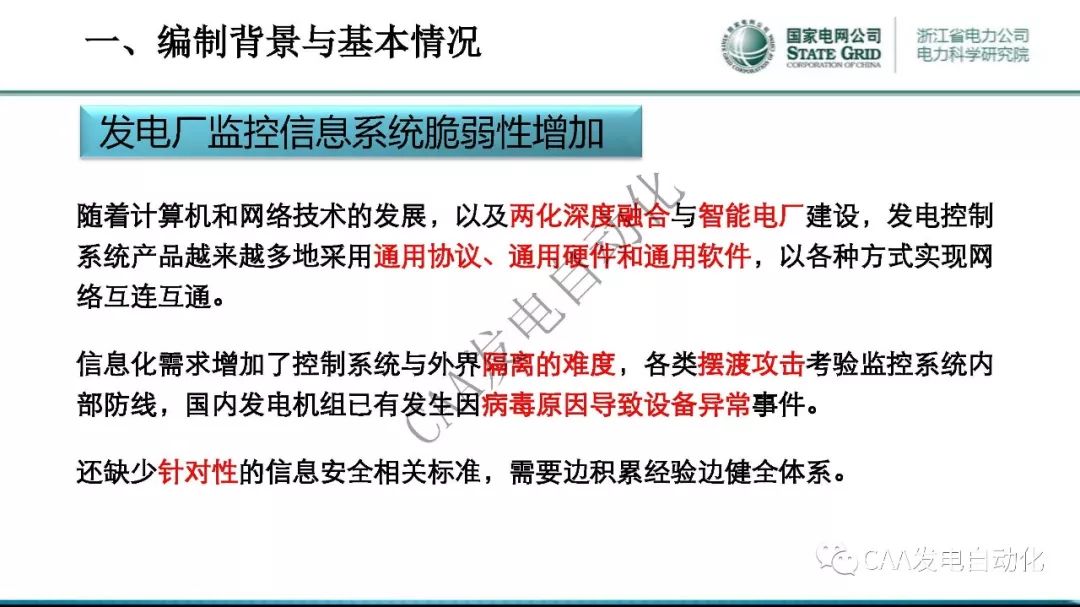 一、编制背景与基本情况
国家电网公司
STATE GRID
CORPORATION OF CHINA
浙江省电力公司
电力科学研究院
发电厂监控信息系统脆弱性增加
随着计算机和网络技术的发展，以及两化深度融合与智能电厂建设，发电控制
系统产品越来越多地采用通用协议、通用硬件和通用软件，以各种方式实现网
络互连互通。
信息化需求增加了控制系统与外界隔离的难度，各类摆渡攻击考验监控系统内
部防线，国内发电机组已有发生因病毒原因导致设备异常事件。
还缺少针对性的信息安全相关标准，需要边积累经验边健全体系。
CAA发电自动化
CAA发电自动化